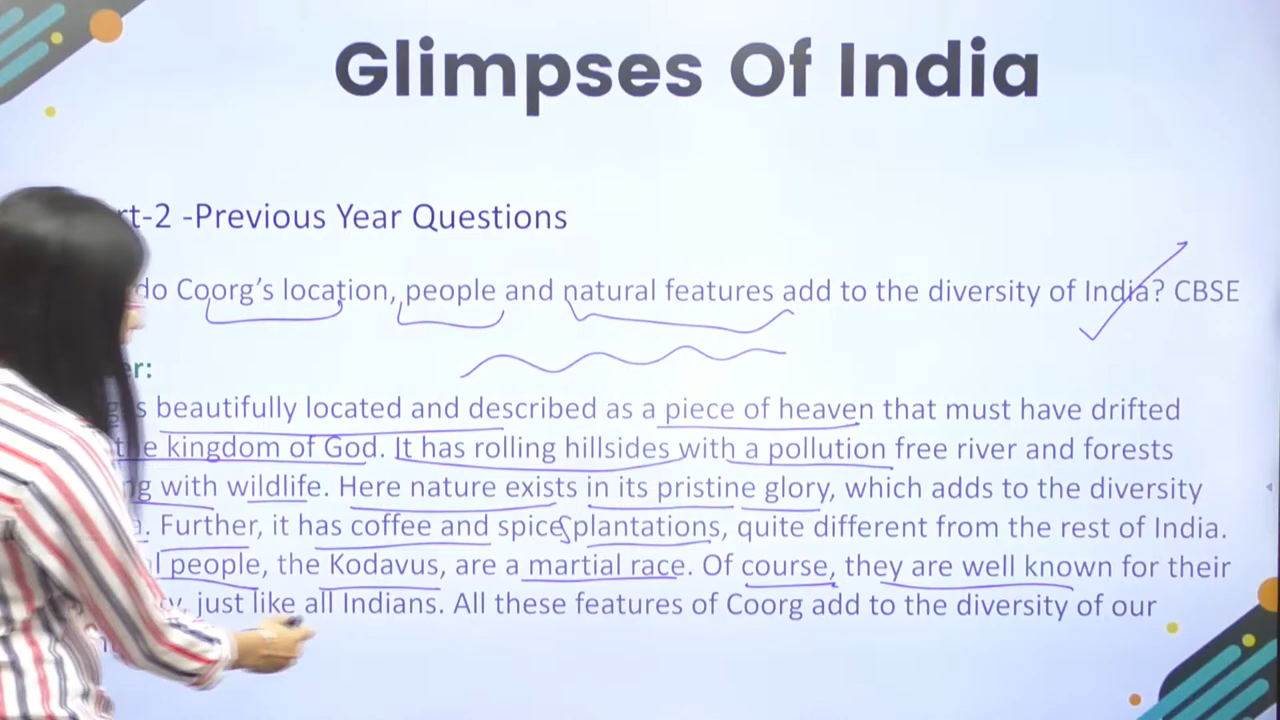 Glimpses Of India
-2 -Previous Year Questions
do Coorg's location, people and natural features add to the diversity of India? CBSE
beautifully located and described as a piece of heaven that must have drifted
the kingdom of God. It has rolling hillsides with a pollution free river and forests
with wildlife. Here nature exists in its pristine glory, which adds to the diversity
Further, it has coffee and spice plantations, quite different from the rest of India.
people, the Kodavus, are a martial race. Of course, they are well known for their
just like all Indians. All these features of Coorg add to the diversity of our